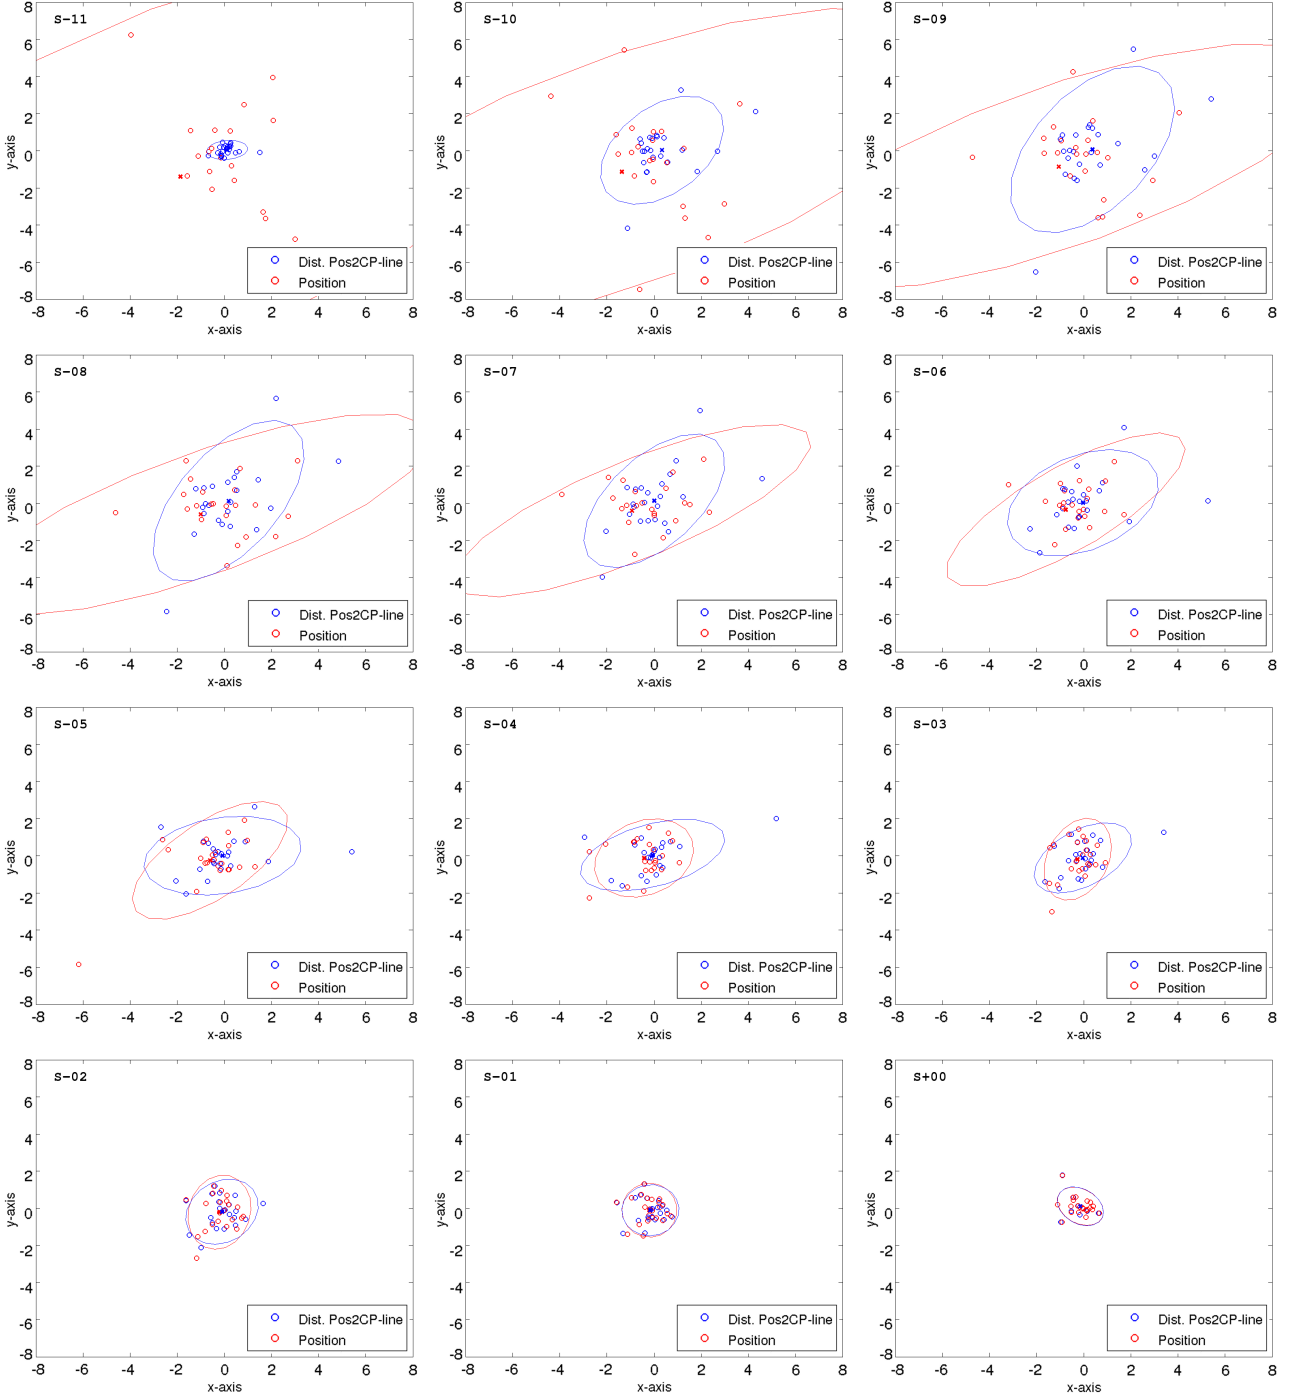 S-11
8
6
4
2
0
-2
-4
-6
-8
y-axis
Dist. Pos2CP-line
Position
-8 -6 -4 -2 0 2 4 6 8
x-axis
S-10
8
6
4
2
0
-2
-4
-6
-8
y-axis
Dist. Pos2CP-line
Position
-8 -6 -4 -2 0 2 4 6 8
x-axis
S-09
8
6
4
2
0
-2
-4
-6
-8
y-axis
Dist. Pos2CP-line
Position
-8 -6 -4 -2 0 2 4 6 8
x-axis
S-08
8
6
4
2
0
-2
-4
-6
-8
y-axis
Dist. Pos2CP-line
Position
-8 -6 -4 -2 0 2 4 6 8
x-axis
S-07
8
6
4
2
0
-2
-4
-6
-8
y-axis
Dist. Pos2CP-line
Position
-8 -6 -4 -2 0 2 4 6 8
x-axis
S-06
8
6
4
2
0
-2
-4
-6
-8
y-axis
Dist. Pos2CP-line
Position
-8 -6 -4 -2 0 2 4 6 8
x-axis
S-05
8
6
4
2
0
-2
-4
-6
-8
y-axis
Dist. Pos2CP-line
Position
-8 -6 -4 -2 0 2 4 6 8
x-axis
S-04
8
6
4
2
0
-2
-4
-6
-8
y-axis
Dist. Pos2CP-line
Position
-8 -6 -4 -2 0 2 4 6 8
x-axis
S-03
8
6
4
2
0
-2
-4
-6
-8
y-axis
Dist. Pos2CP-line
Position
-8 -6 -4 -2 0 2 4 6 8
x-axis
S-02
8
6
4
2
0
-2
-4
-6
-8
y-axis
Dist. Pos2CP-line
Position
-8 -6 -4 -2 0 2 4 6 8
x-axis
S-01
8
6
4
2
0
-2
-4
-6
-8
y-axis
Dist. Pos2CP-line
Position
-8 -6 -4 -2 0 2 4 6 8
x-axis
S+00
8
6
4
2
0
-2
-4
-6
-8
y-axis
Dist. Pos2CP-line
Position
-8 -6 -4 -2 0 2 4 6 8
x-axis